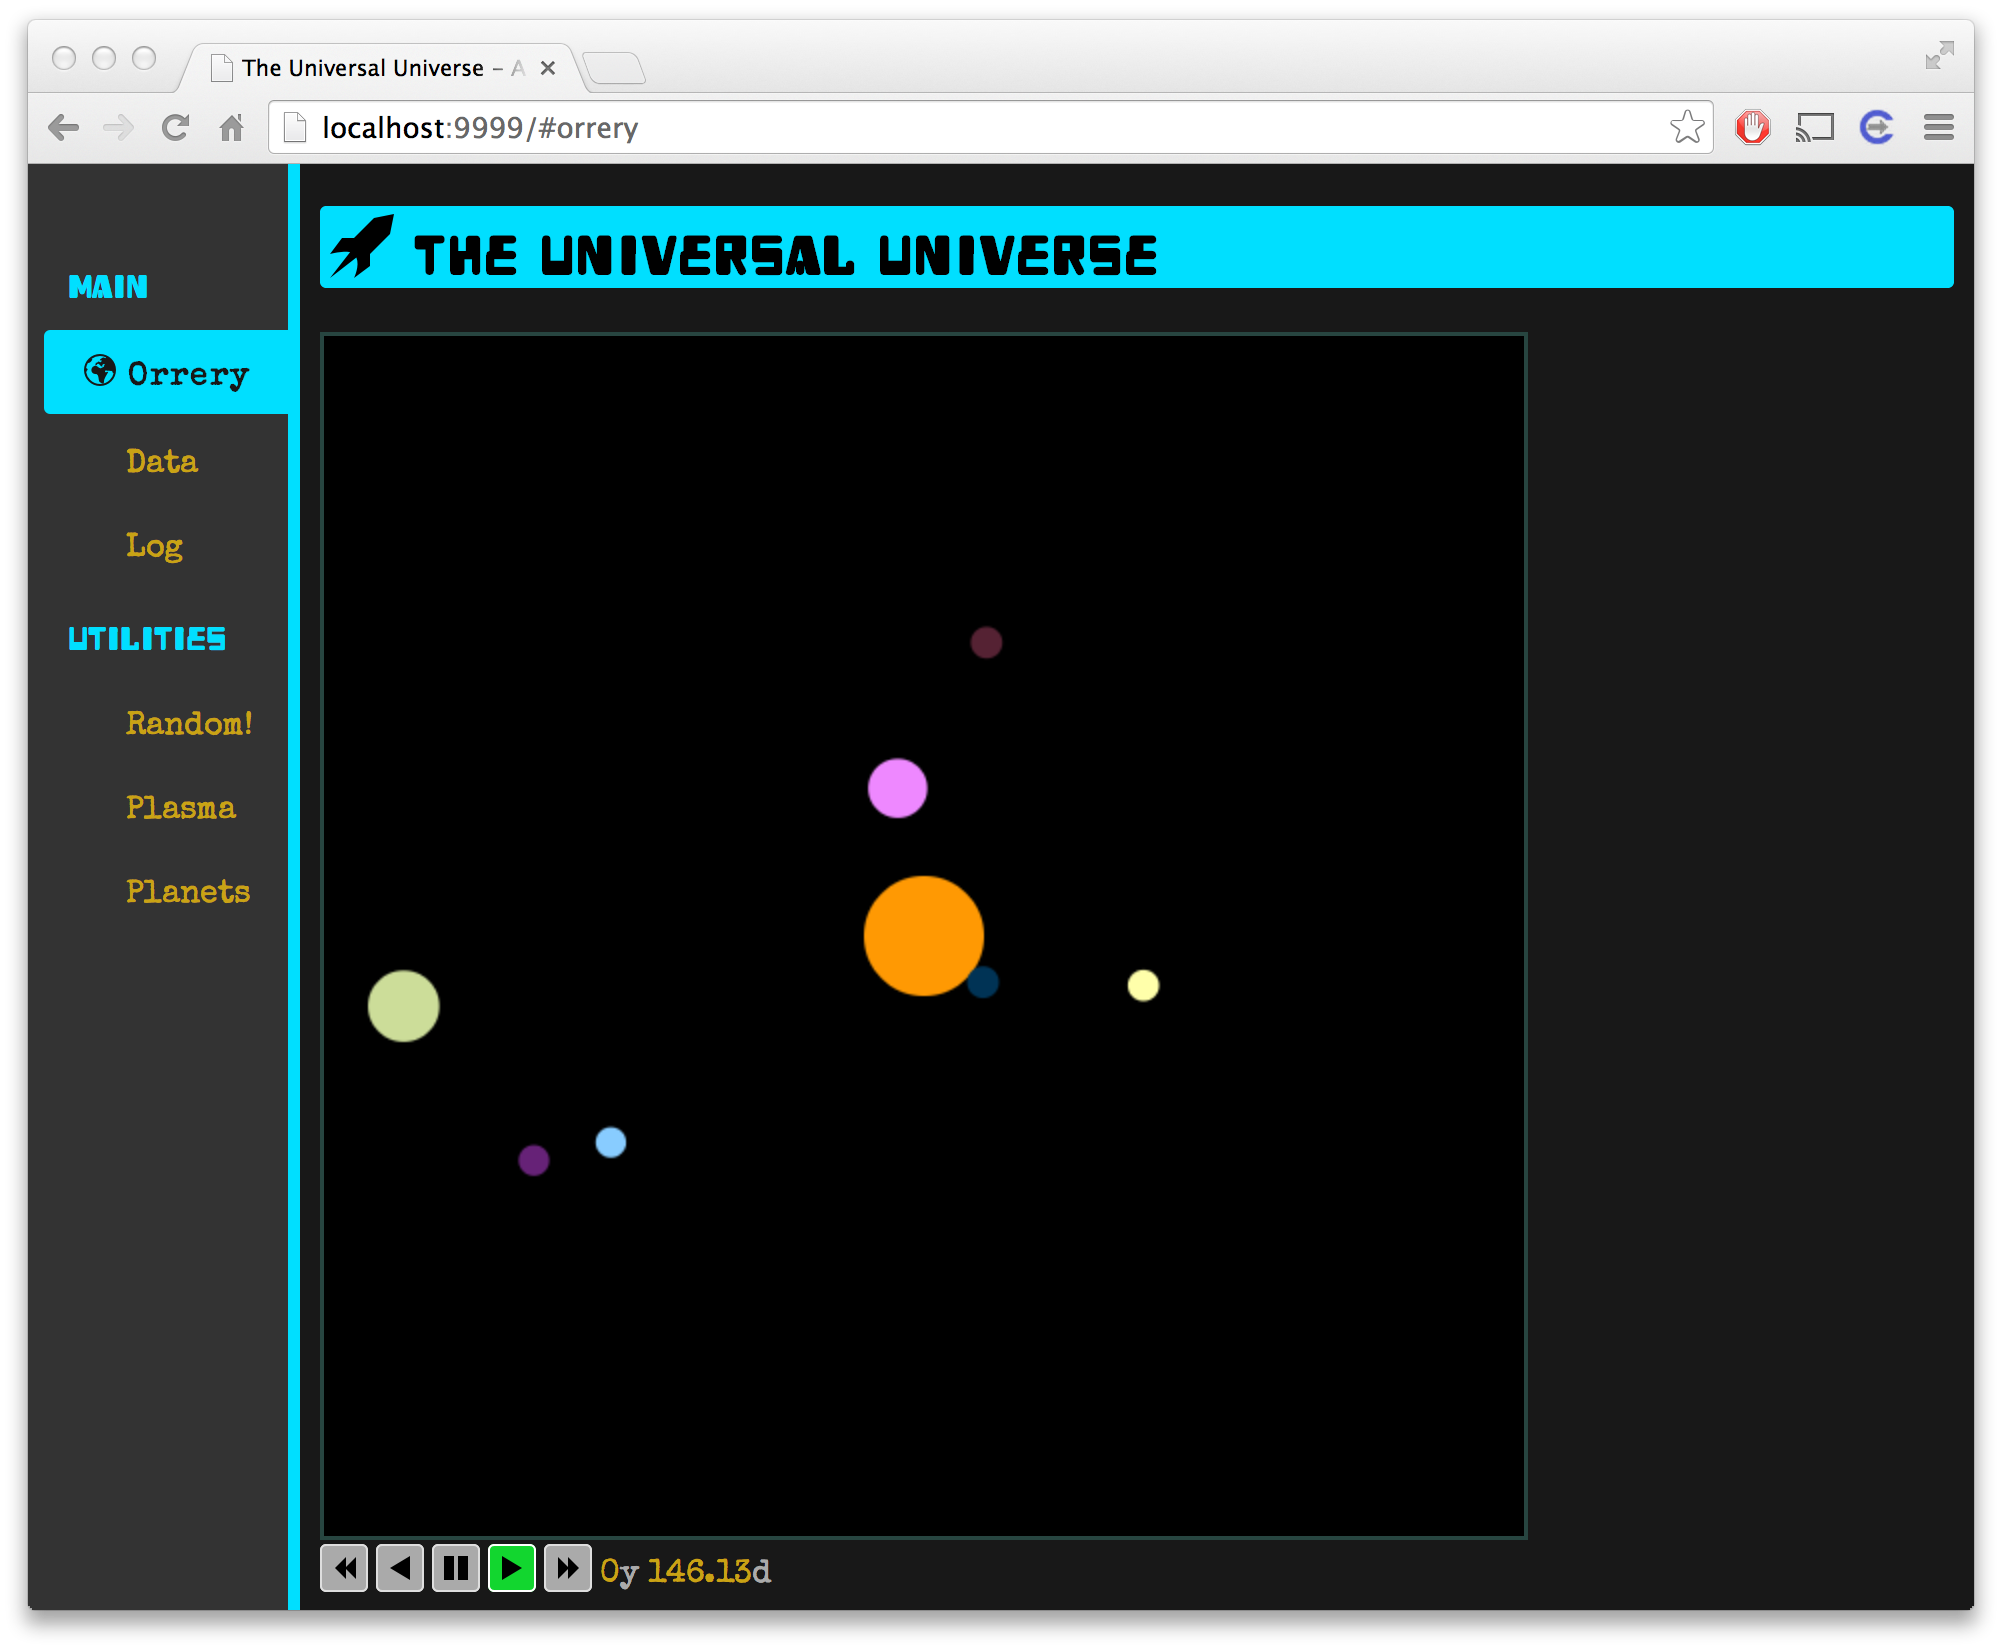 The Universal Universe – A
localhost:9999/#orrery
THE UNIVERSAL UNIVERSE
MAIN
Orrery
Data
Log
UTILITIES
Random!
Plasma
Planets
0y 146.13d